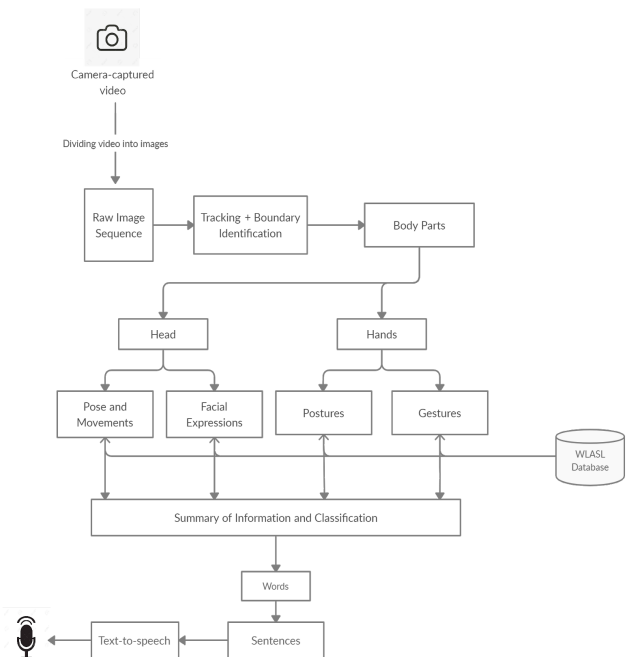 Camera-captured
video
Dividing video into images
Raw Image
Sequence
Tracking + Boundary
Identification
Body Parts
Head
Hands
Pose and
Movements
Facial
Expressions
Postures
Gestures
WLASL
Database
Summary of Information and Classification
Words
Text-to-speech
Sentences